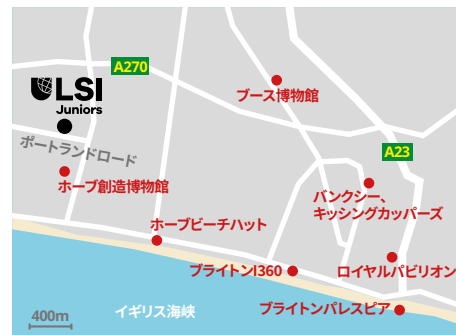 A270
LSI
Juniors
ブース博物館
ポートランドロード
A23
ホーブ創造博物館
バンクシー、
キッシングカッパーズ
ホーブビーチハット
ブライトンI360
ロイヤルパビリオン
イギリス海峡
ブライトンパレスピア
400m